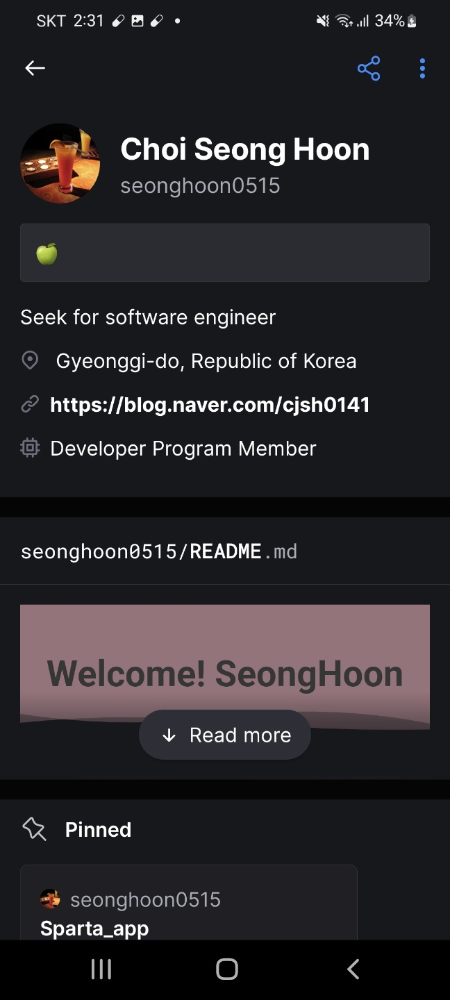 SKT 2:31 34%
Choi Seong Hoon
seonghoon0515
Seek for software engineer
Gyeonggi-do, Republic of Korea
https://blog.naver.com/cjsh0141
Developer Program Member
seonghoon0515/README.md
Welcome! SeongHoon
Read more
Pinned
seonghoon0515
Sparta_app